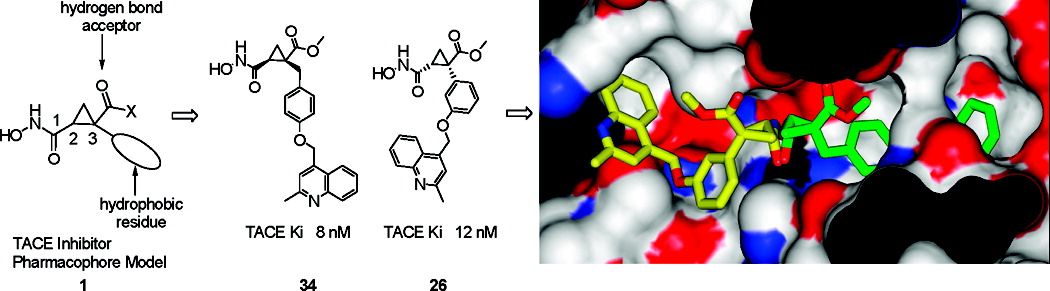 hydrogen bond
acceptor
O
X
H
N
HO
O
1
2
3
hydrophobic
residue
TACE Inhibitor
Pharmacophore Model
1
O
O
H
N
HO
O
O
N
TACE Ki 8 nM
34
O
O
H
N
HO
O
O
N
TACE Ki 12 nM
26